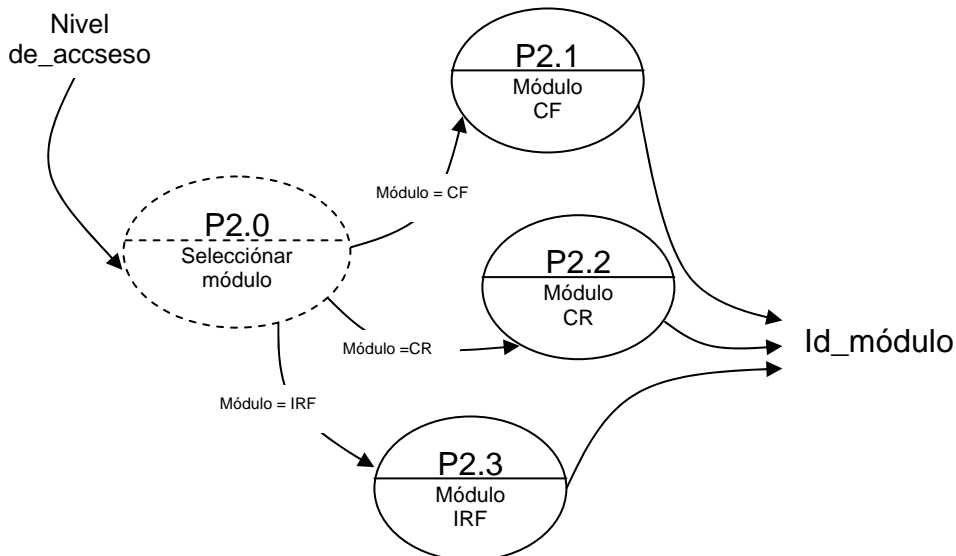 Nivel
de_accseso
P2.1
Módulo
CF
Módulo = CF
P2.0
Selecciónar
módulo
P2.2
Módulo
CR
Módulo =CR
Id_módulo
Módulo = IRF
P2.3
Módulo
IRF